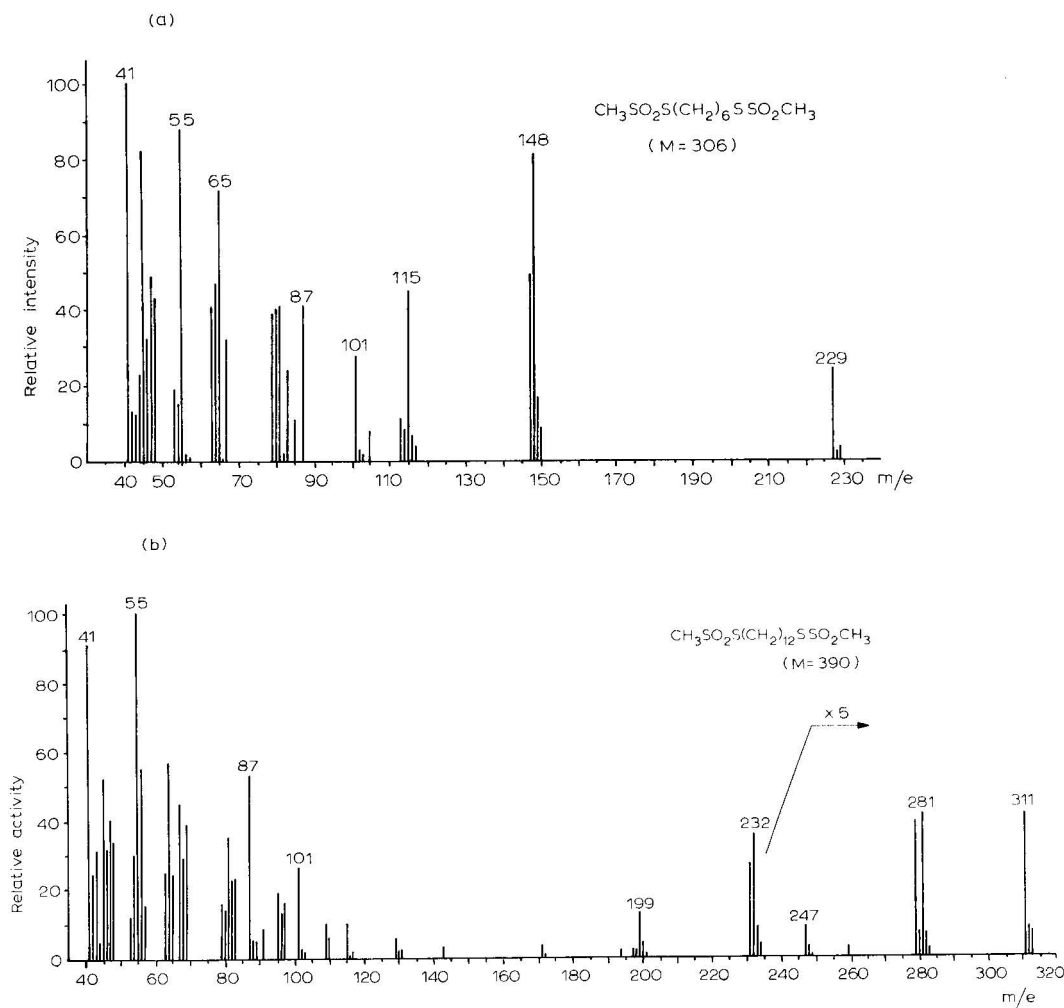 (a)
41
55
65
87
101
115
148
229
CH₃SO₂S(CH₂)₆SSO₂CH₃
(M=306)
Relative intensity
100
80
60
40
20
0
40 50 70 90 110 130 150 170 190 210 230 m/e
(b)
41
55
87
101
199
232
247
281
311
CH₃SO₂S(CH₂)₁₂SSO₂CH₃
(M=390)
x 5
Relative activity
100
80
60
40
20
0
40 60 80 100 120 140 160 180 200 220 240 260 280 300 320
m/e